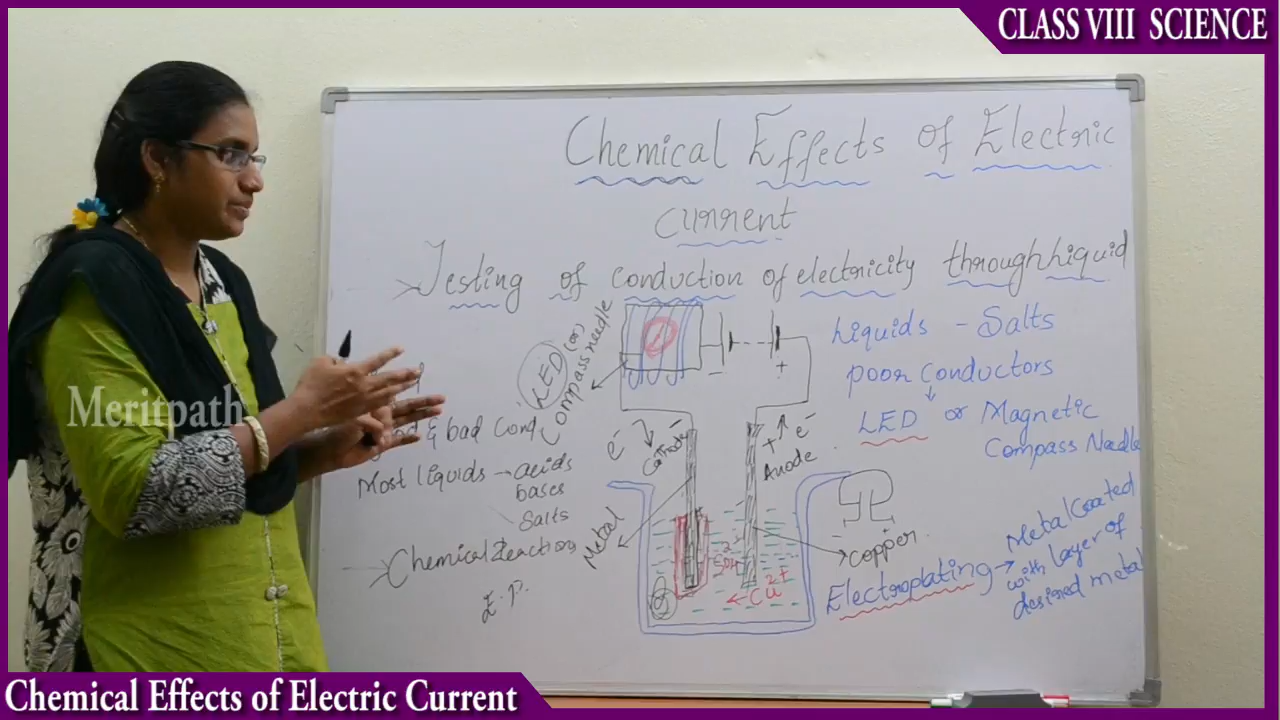 CLASS VIII SCIENCE
Chemical Effects of Electric
current
Testing of conduction of electricity through Liquid
LED (or)
Compass needle
Liquids - Salts
poor conductors
LED or Magnetic
Compass Needle
& bad Cond
Most liquids → acids
bases
Salts
Chemical reaction
E.P.
- +
e⁻
Cathode
-
+
e⁻
Anode
Metal
copper
Cu2+
Electroplating → Metal Coated
with layer of
desired metal
Meritpath
Chemical Effects of Electric Current